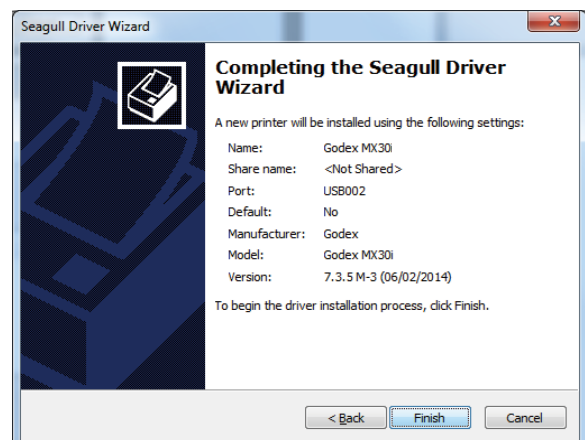 Seagull Driver Wizard
Completing the Seagull Driver
Wizard
A new printer will be installed using the following settings:
Name: Godex MX30i
Share name: <Not Shared>
Port: USB002
Default: No
Manufacturer: Godex
Model: Godex MX30i
Version: 7.3.5 M-3 (06/02/2014)
To begin the driver installation process, click Finish.
< Back Finish Cancel